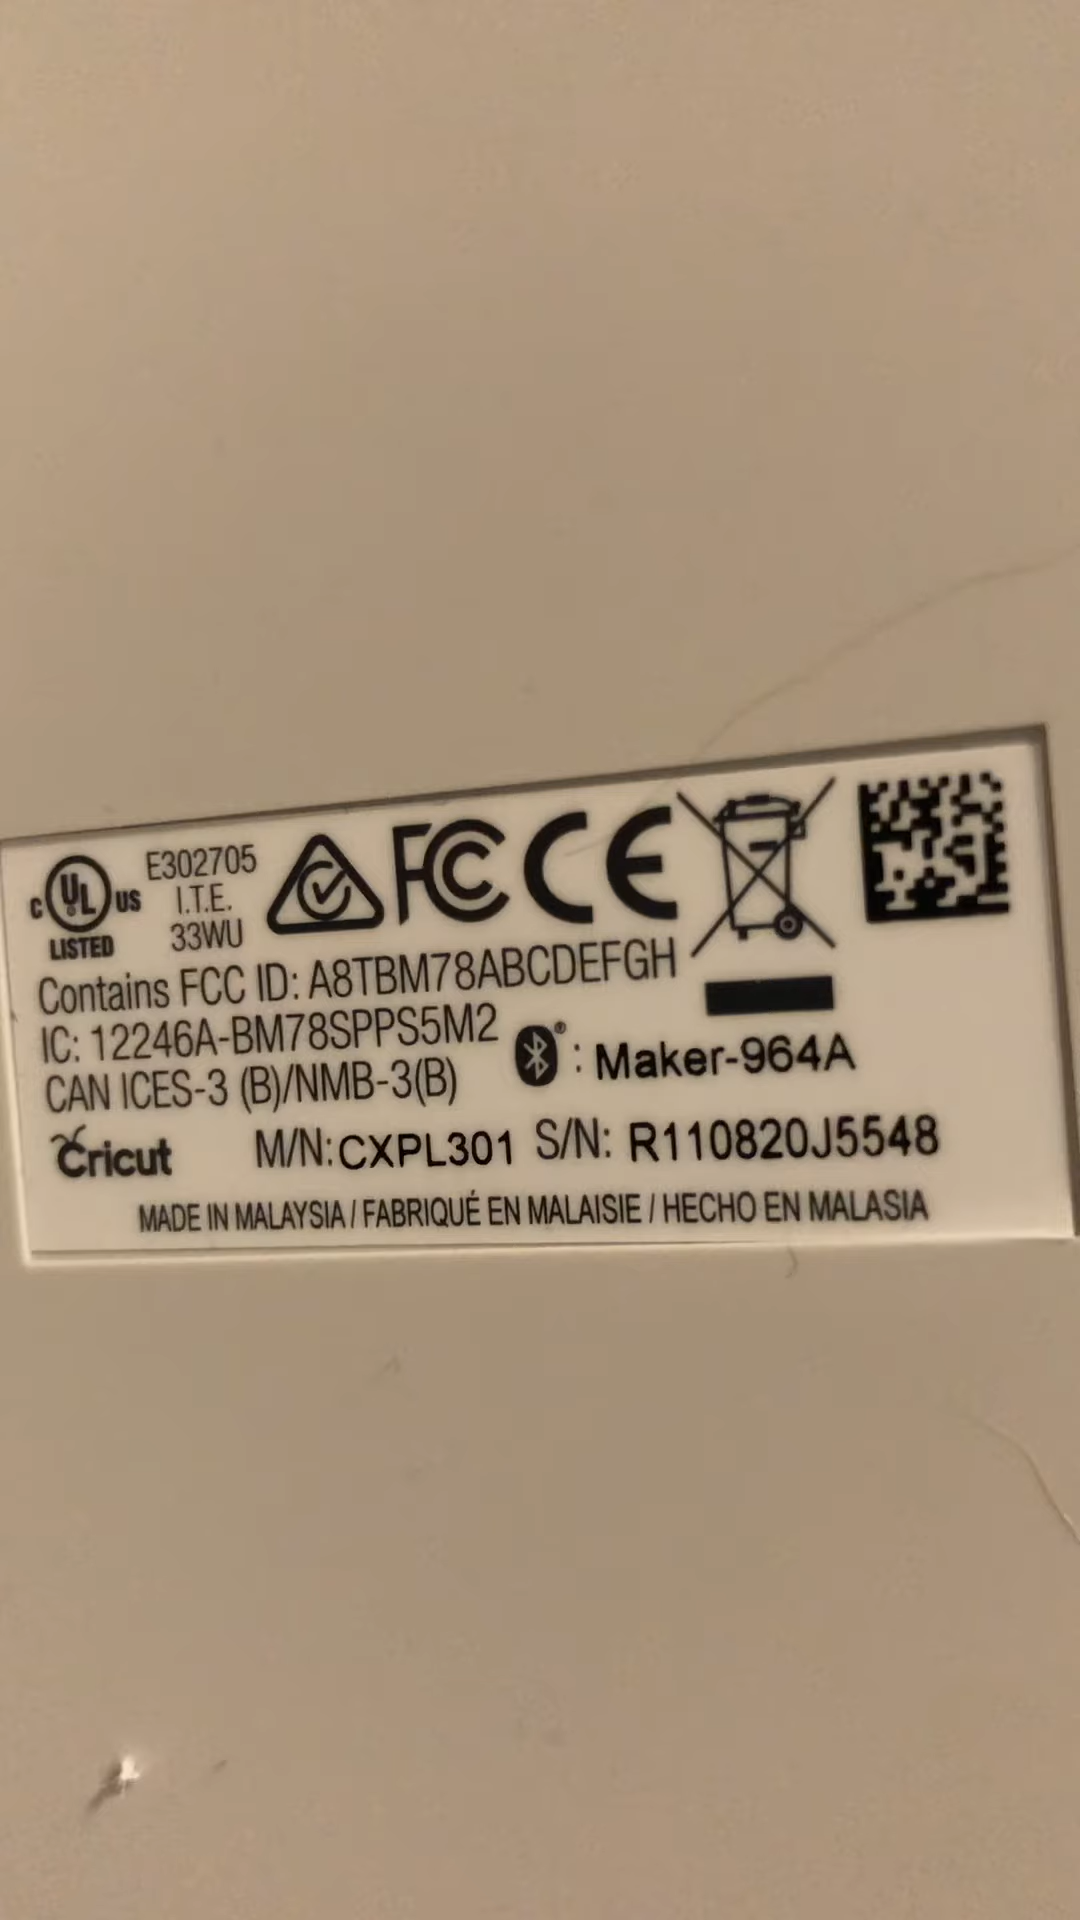 C UL US LISTED
E302705
I.T.E.
33WU
FC CE
Contains FCC ID: A8TBM78ABCDEFGH
IC: 12246A-BM78SPPS5M2
CAN ICES-3 (B)/NMB-3(B)
® : Maker-964A
Cricut M/N: CXPL301 S/N: R110820J5548
MADE IN MALAYSIA / FABRIQUÉ EN MALAISIE / HECHO EN MALASIA